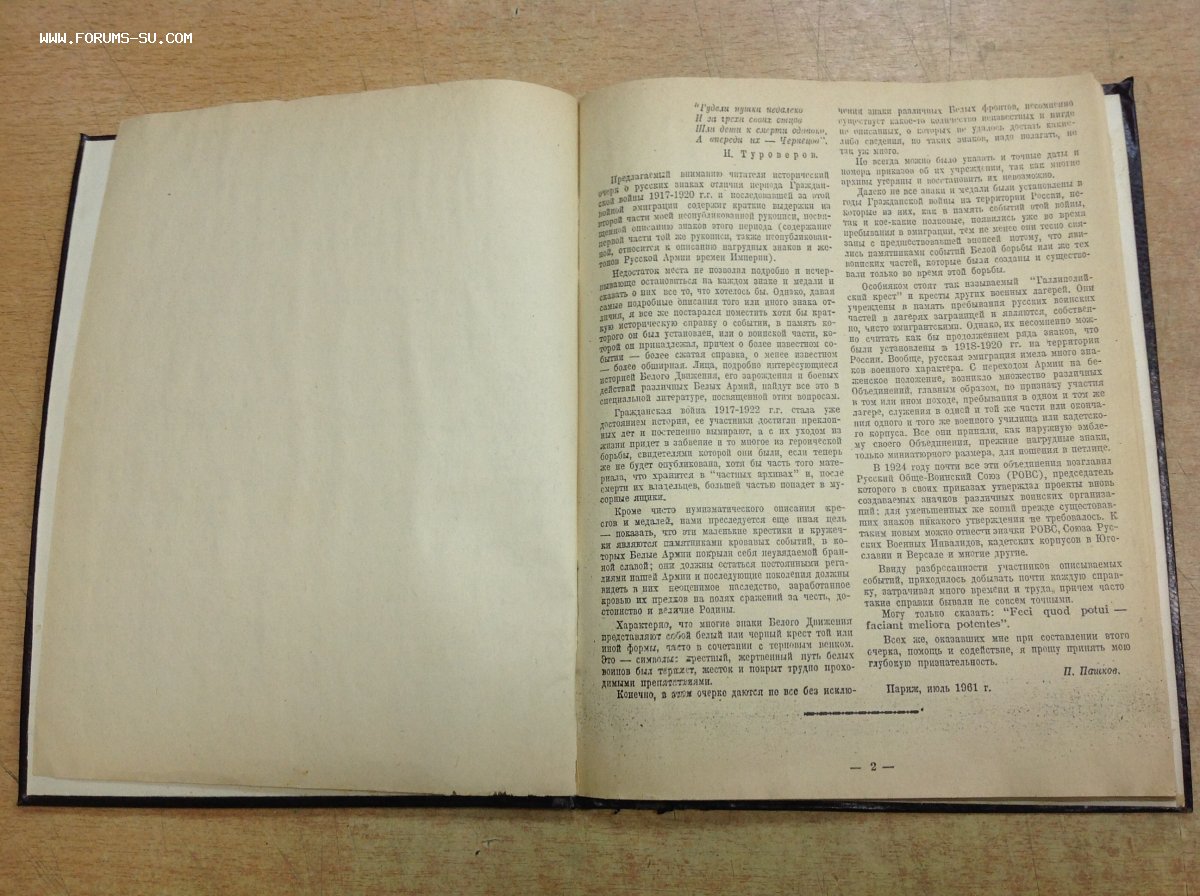 WWW.FORUMS-SU.COM
"Гудели пушки недалеко
И за грехи своих отцов
Шли дети к смерти одиноко,
А впереди их — Чернецов".
Н. Туроверов.
Предлагаемый вниманию читателя исторический
очерк о русских знаках отличия периода Граждан-
ской войны 1917-1920 г.г. и последовавшей за этой
войной эмиграции содержит краткие выдержки из
второй части моей неопубликованной рукописи, посвя-
щенной описанию знаков этого периода (содержание
первой части той же рукописи, также неопубликован-
ной, относится к описанию нагрудных знаков и же-
тонов Русской Армии времен Империи).
Недостаток места не позволил подробно и исчер-
пывающе остановиться на каждом знаке и медали и
сказать о них все то, что хотелось бы. Однако, давая
самые подробные описания того или иного знака от-
личия, я все же постарался поместить хотя бы крат-
кую историческую справку о событии, в память ко-
торого он был установлен, или о воинской части, ко-
торой он принадлежал, причем о более известном со-
бытии — более сжатая справка, о менее известном
— более обширная. Лица, подробно интересующиеся
историей Белого Движения, его зарождения и боевых
действий различных Белых Армий, найдут все это в
специальной литературе, посвященной этим вопросам.
Гражданская война 1917-1922 г.г. стала уже
достоянием истории, ее участники достигли преклон-
ных лет и постепенно вымирают, а с их уходом из
жизни придет в забвение и то многое из героической
борьбы, свидетелями которой они были, если теперь
же не будет опубликована, хотя бы часть того мате-
риала, что хранится в "частных архивах" и, после
смерти их владельцев, большей частью попадет в му-
сорные ящики.
Кроме чисто нумизматического описания кре-
стов и медалей, нами преследуется еще иная цель
— показать, что эти маленькие крестики и кружеч-
ки являются памятниками кровавых событий, в ко-
торых Белые Армии покрыли себя неувядаемой бран-
ной славой; они должны остаться постоянными рега-
лиями нашей Армии и последующие поколения должны
видеть в них неоценимое наследство, заработанное
кровью их предков на полях сражений за честь, до-
стоинство и величие Родины.
Характерно, что многие знаки Белого Движения
представляют собой белый или черный крест той или
иной формы, часто в сочетании с терновым венком.
Это — символы: крестный, жертвенный путь белых
воинов был тернист, жесток и покрыт трудно прохо-
димыми препятствиями.
Конечно, в этом очерке даются не все без исклю-
чения знаки различных Белых фронтов, несомненно
существует какое-то количество неизвестных и нигде
не описанных, о которых не удалось достать какие-
либо сведения, но таких знаков, надо полагать, не
так уж много.
Не всегда можно было указать и точные даты и
номера приказов об их учреждении, так как многие
архивы утеряны и восстановить их невозможно.
Далеко не все знаки и медали были установлены в
годы Гражданской войны на территории России, не-
которые из них, как в память событий этой войны,
так и кое-какие полковые, появились уже во время
пребывания в эмиграции, тем не менее они тесно свя-
заны с предшествовавшей эпопеей потому, что яви-
лись памятниками событий Белой борьбы или же тех
воинских частей, которые были созданы и существо-
вали только во время этой борьбы.
Особняком стоят так называемый "Галлиполий-
ский крест" и кресты других военных лагерей. Они
учреждены в память пребывания русских воинских
частей в лагерях заграницей и являются, собствен-
но, чисто эмигрантскими. Однако, их несомненно мож-
но считать как бы продолжением ряда знаков, что
были установлены в 1918-1920 гг. на территории
России. Вообще, русская эмиграция имела много зна-
ков военного характера. С переходом Армии на бе-
женское положение, возникло множество различных
Объединений, главным образом, по признаку участия
в том или ином походе, пребывания в одном и том же
лагере, служения в одной и той же части или оконча-
ния одного и того же военного училища или кадетско-
го корпуса. Все они приняли, как наружную эмбле-
му своего Объединения, прежние нагрудные знаки,
только миниатюрного размера, для ношения в петлице.
В 1924 году почти все эти объединения возглавил
Русский Обще-Воинский Союз (РОВС), председатель
которого в своих приказах утверждал проекты вновь
создаваемых значков различных воинских организа-
ций; для уменьшенных же копий прежде существовав-
ших знаков никакого утверждения не требовалось. К
таким новым можно отнести значки РОВС, Союза Рус-
ских Военных Инвалидов, кадетских корпусов в Юго-
славии и Версале и многие другие.
Ввиду разбросанности участников описываемых
событий, приходилось добывать почти каждую справ-
ку, затрачивая много времени и труда, причем часто
такие справки бывали не совсем точными.
Могу только сказать: "Feci quod potui —
faciant meliora potentes".
Всех же, оказавших мне при составлении этого
очерка, помощь и содействие, я прошу принять мою
глубокую признательность.
П. Пашков.
Париж, июль 1961 г.
— 2 —